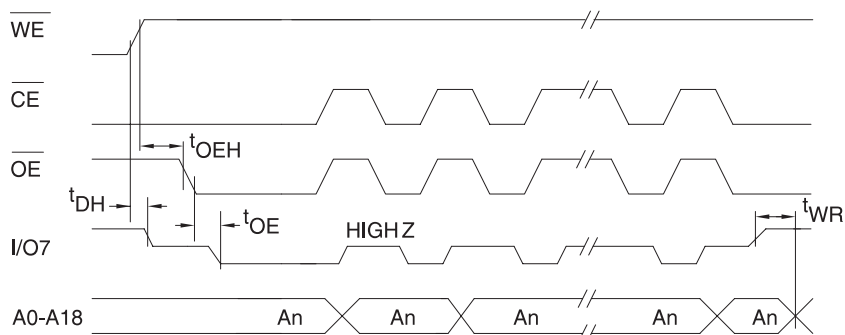 WE
CE
tOEH
OE
tDH
tOE
tWR
HIGH Z
I/O7
A0-A18 An An An An An